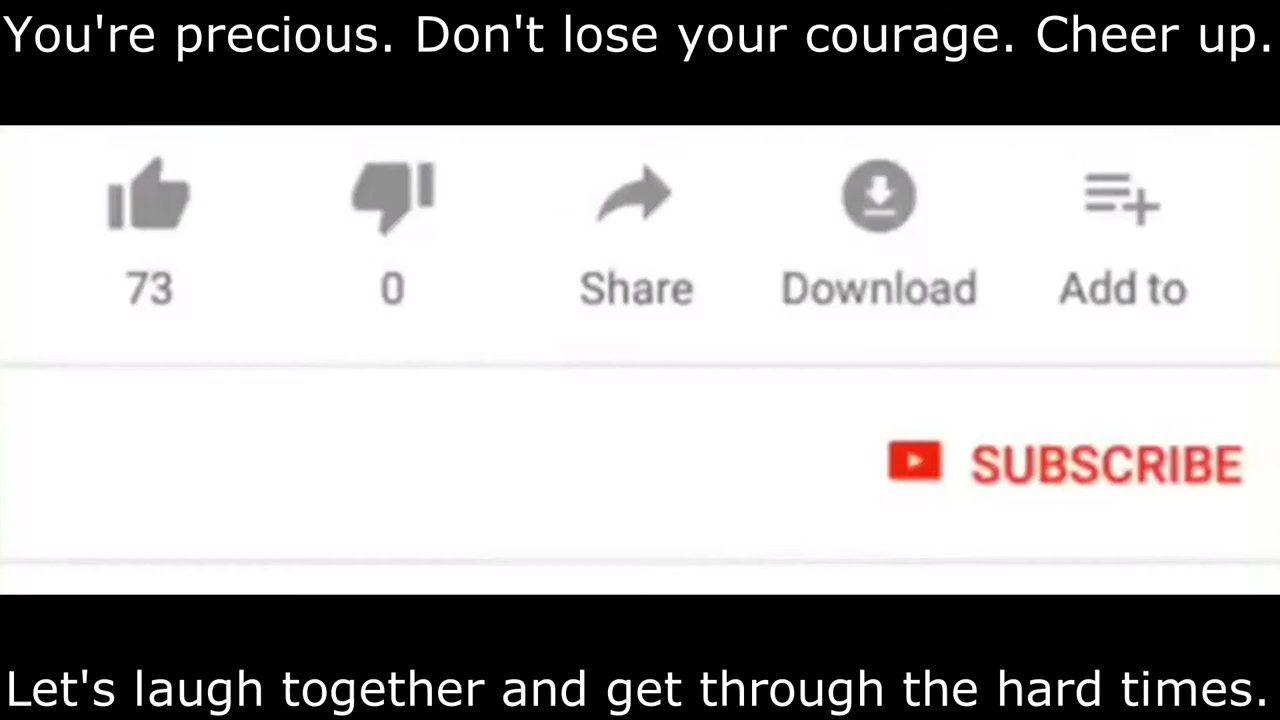 You're precious. Don't lose your courage. Cheer up.
73 0 Share Download Add to
SUBSCRIBE
Let's laugh together and get through the hard times.